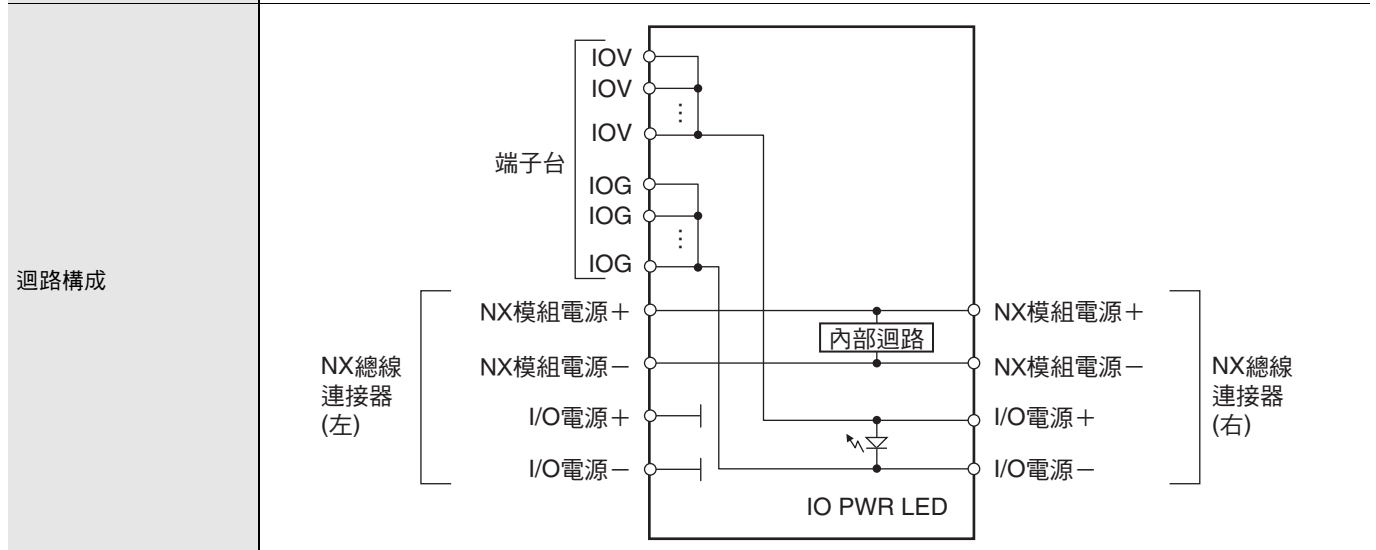 迴路構成
端子台
IOV
IOV
IOV
IOG
IOG
IOG
NX總線
連接器
(左)
NX模組電源＋
NX模組電源－
I/O電源＋
I/O電源－
內部迴路
IO PWR LED
NX模組電源＋
NX模組電源－
I/O電源＋
I/O電源－
NX總線
連接器
(右)